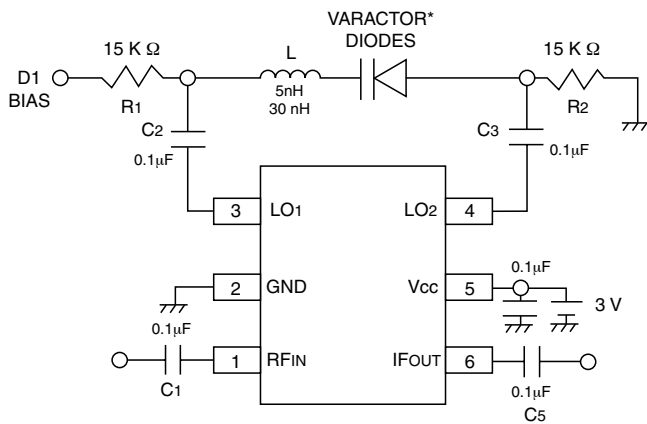 VARACTOR*
DIODES
15 K Ω
L
15 K Ω
D1
BIAS
R1
5nH
30 nH
R2
C2
0.1µF
C3
0.1µF
3
LO1
LO2
4
2
GND
VCC
5
0.1µF
3 V
0.1µF
1
RFIN
IFOUT
6
C1
0.1µF
C5